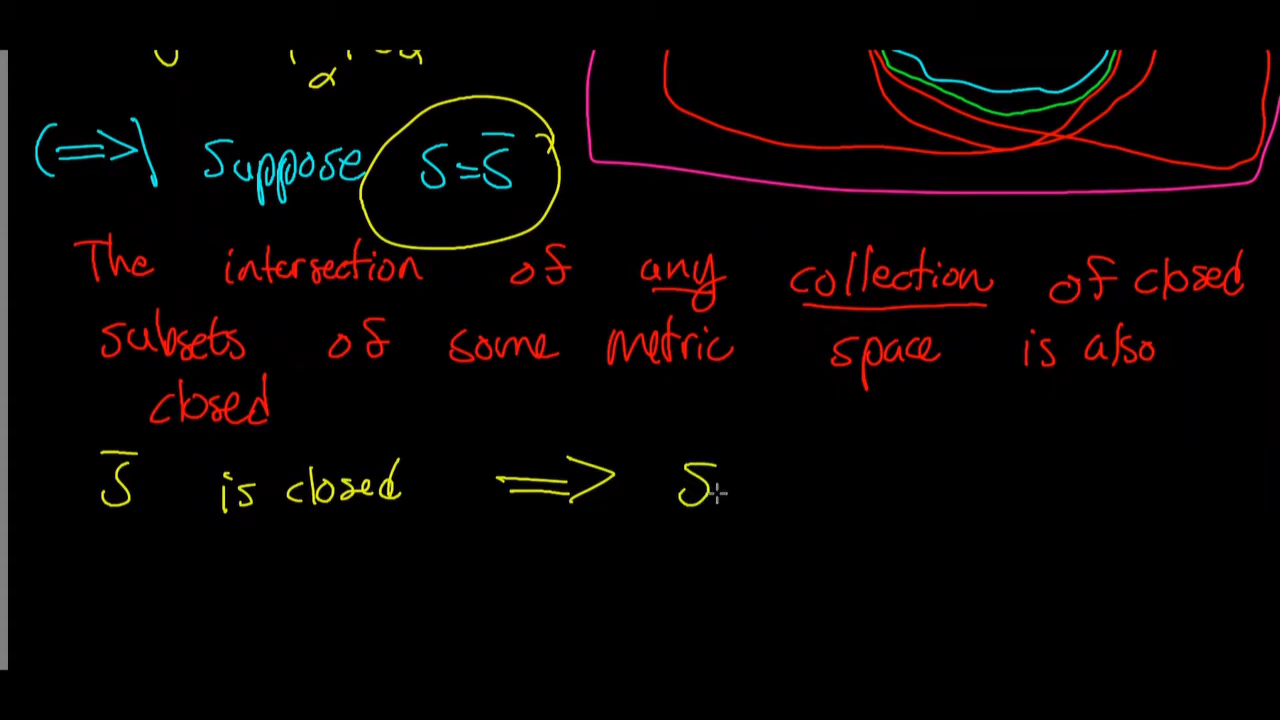 (⇒) Suppose S = S̅
The intersection of any collection of closed
subsets of some metric space is also
closed
S̅ is closed ⟹ S